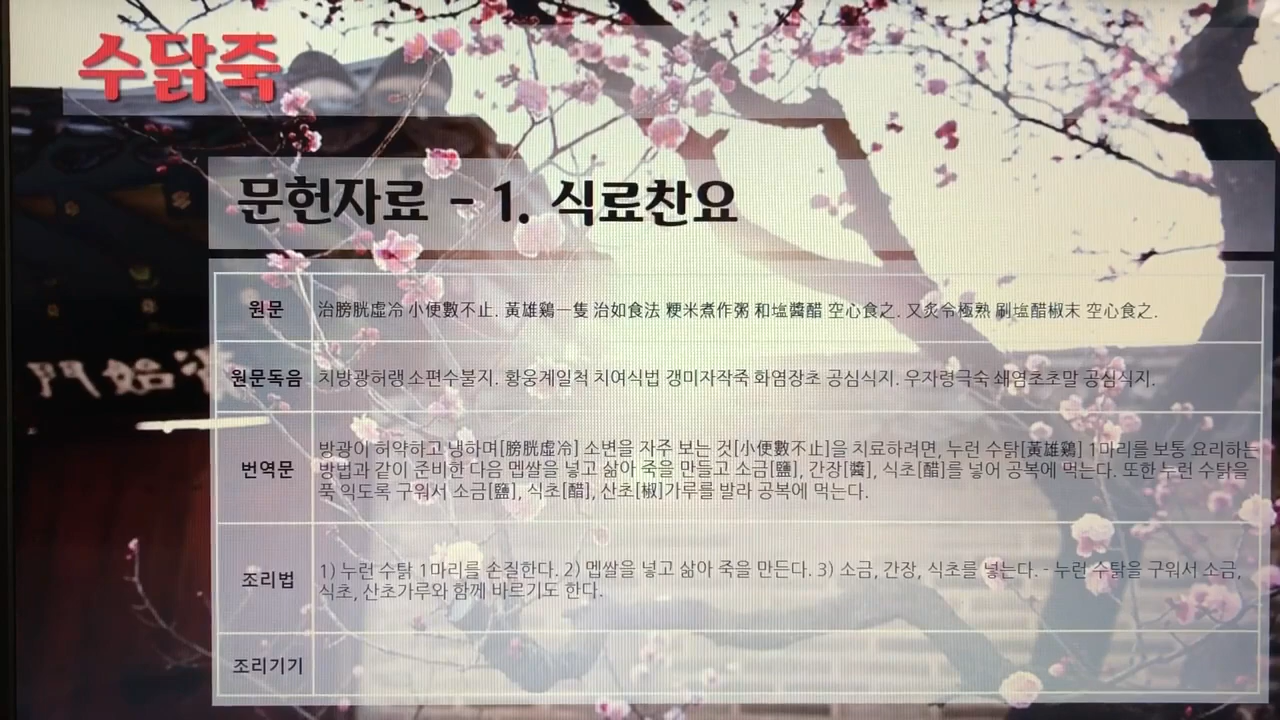 수탉죽
문헌자료 - 1. 식료찬요
원문
治膀胱虛冷 小便數不止. 黃雄鷄一隻 治如食法 粳米煮作粥 和塩醬醋 空心食之. 又炙令極熟 刷塩醋椒末 空心食之.
원문독음
치방광허랭 소편수불지. 황웅계일척 치여식법 갱미자작죽 화염장초 공심식지. 우자령극숙 쇄염초초말 공심식지.
번역문
방광이 허약하고 냉하며[膀胱虛冷] 소변을 자주 보는 것[小便數不止]을 치료하려면, 누런 수탉[黃雄鷄] 1마리를 보통 요리하는
방법과 같이 준비한 다음 멥쌀을 넣고 삶아 죽을 만들고 소금[鹽], 간장[醬], 식초[醋]를 넣어 공복에 먹는다. 또한 누런 수탉을
푹 익도록 구워서 소금[鹽], 식초[醋], 산초[椒]가루를 발라 공복에 먹는다.
조리법
1) 누런 수탉 1마리를 손질한다. 2) 멥쌀을 넣고 삶아 죽을 만든다. 3) 소금, 간장, 식초를 넣는다. - 누런 수탉을 구워서 소금,
식초, 산초가루와 함께 바르기도 한다.
조리기기
門始